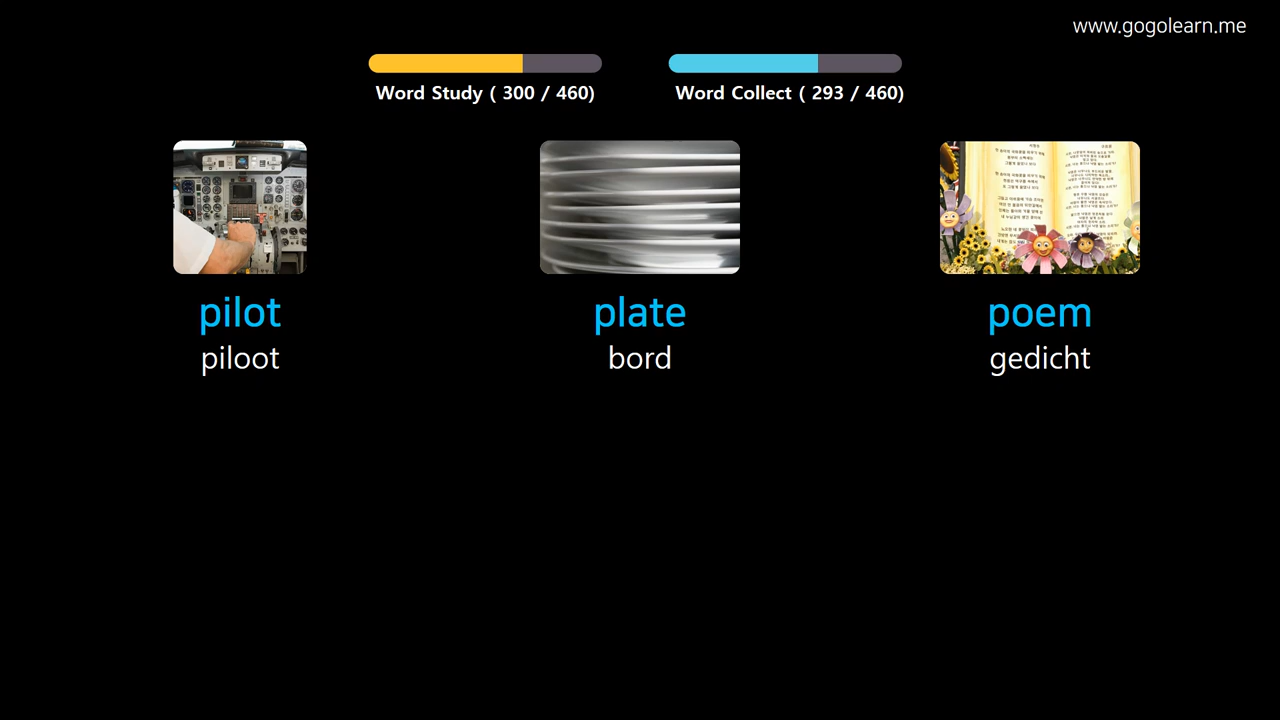 www.gogolearn.me
Word Study ( 300 / 460)
Word Collect ( 293 / 460)
pilot
piloot
plate
bord
poem
gedicht